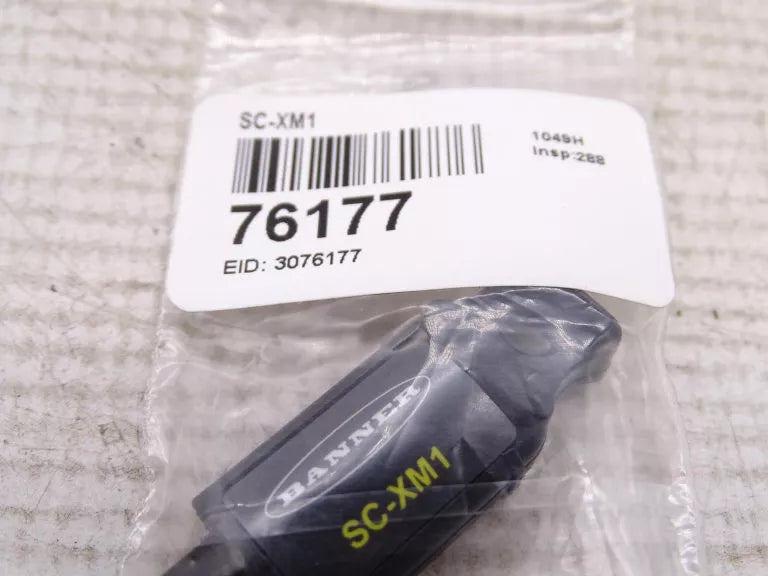 SC-XM1
1049H
Insp:288
76177
EID: 3076177
BANNER
SC-XM1